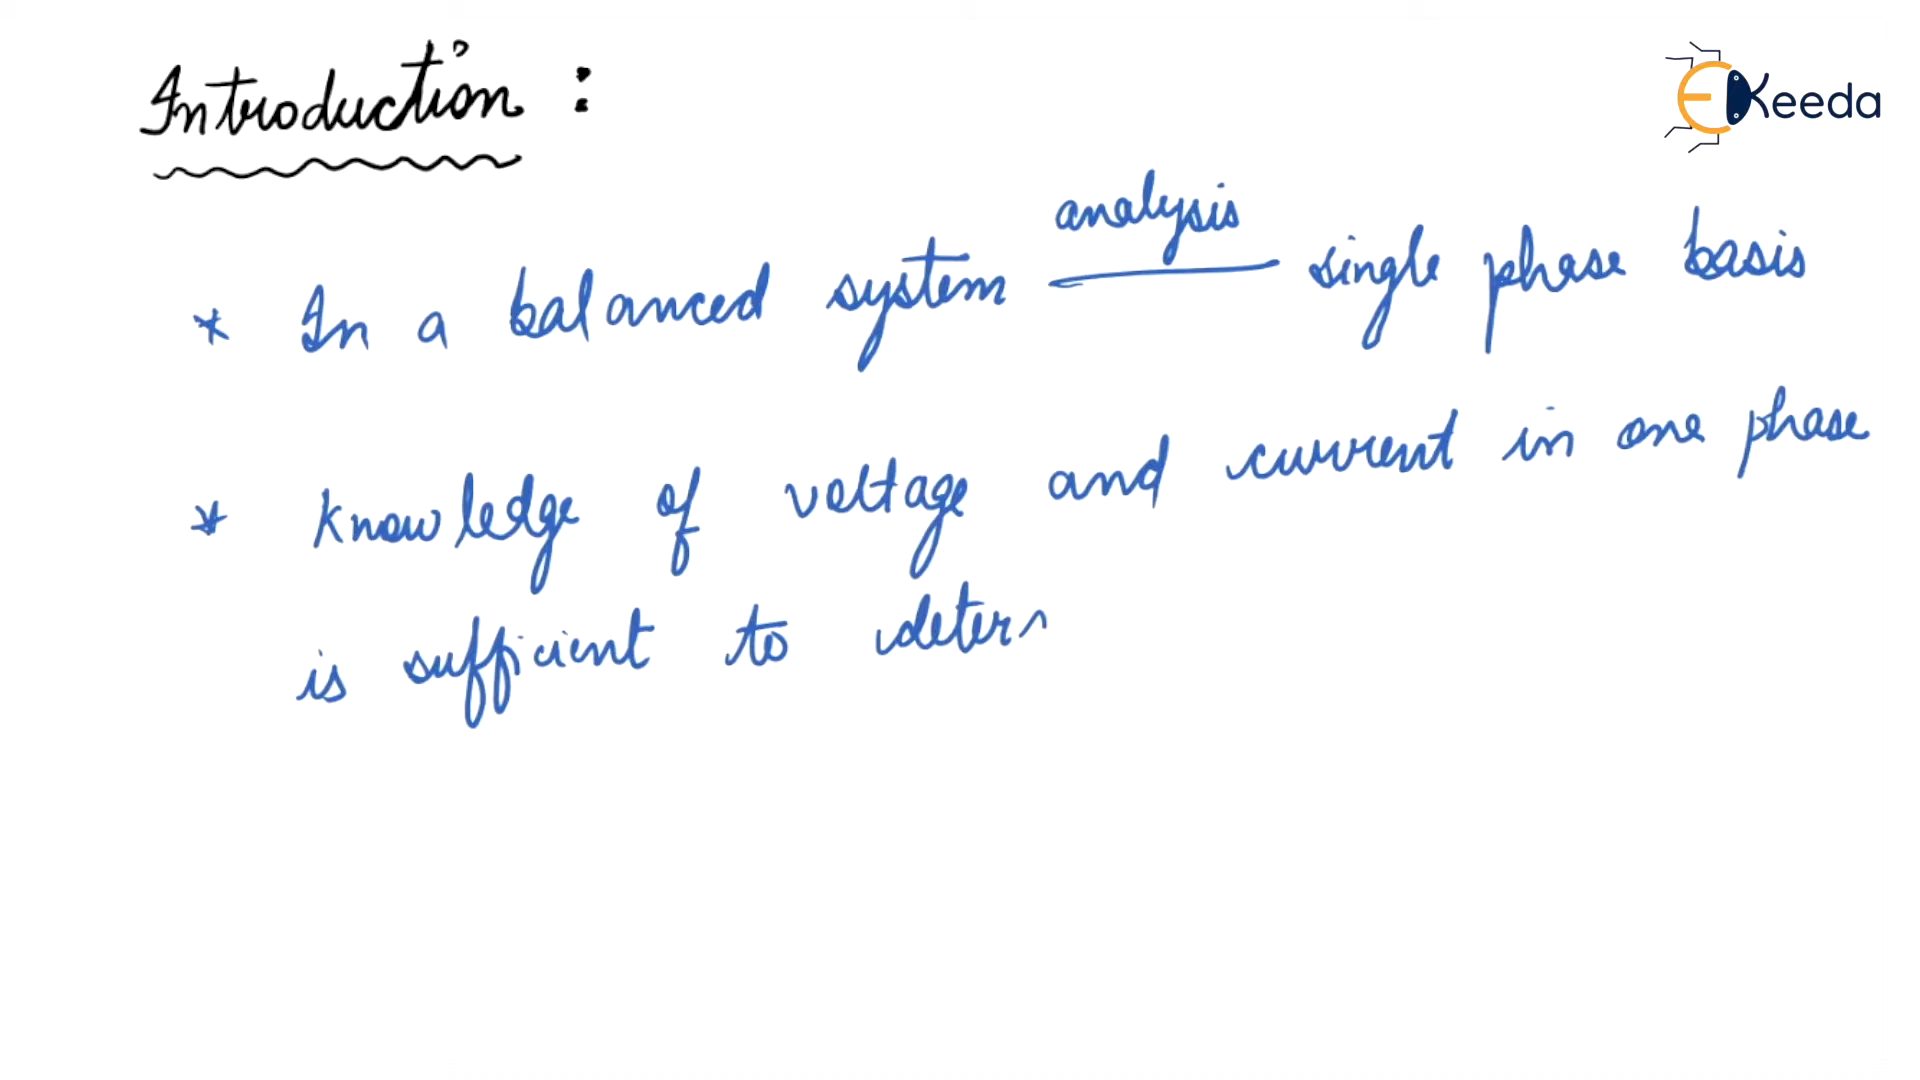 Introduction :
EKeeda
* In a balanced system analysis single phase basis
* Knowledge of voltage and current in one phase
is sufficient to deter